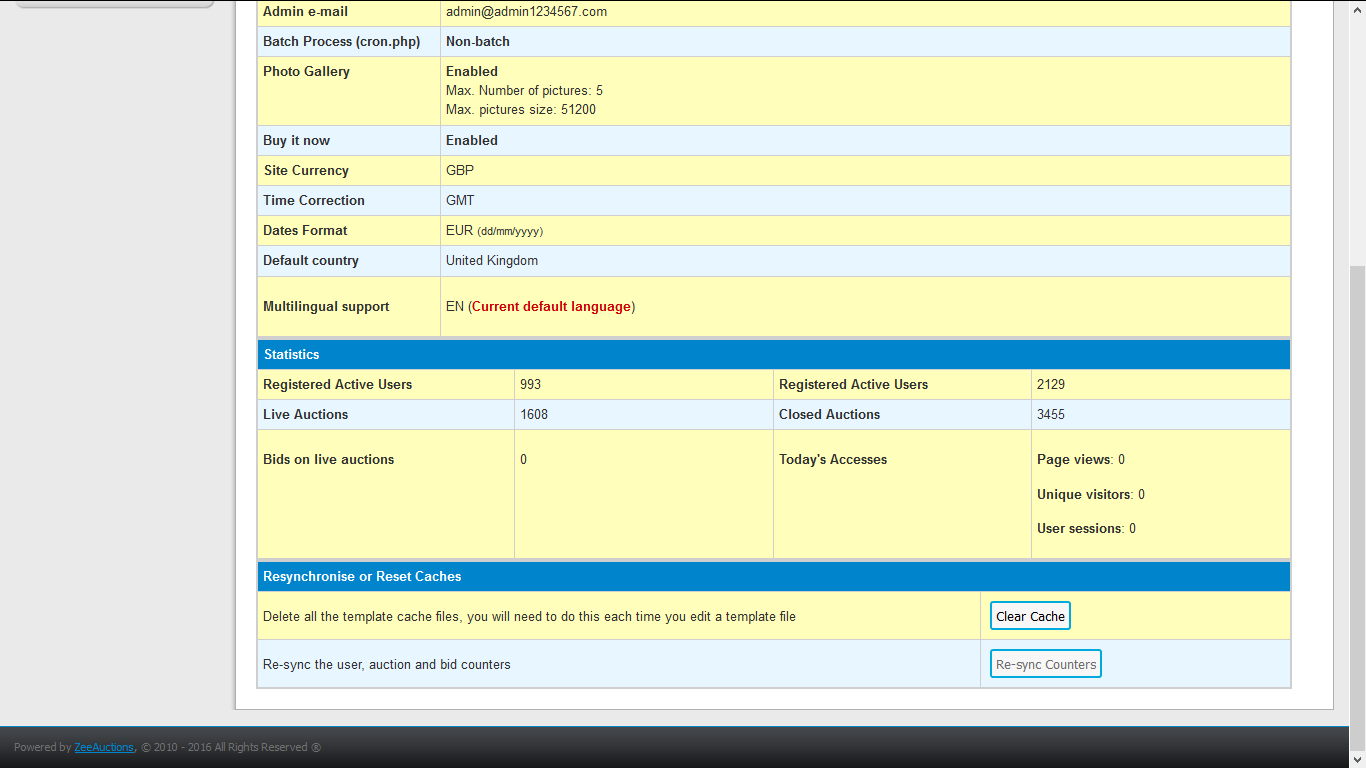 Admin e-mail admin@admin1234567.com
Batch Process (cron.php) Non-batch
Photo Gallery Enabled
Max. Number of pictures: 5
Max. pictures size: 51200
Buy it now Enabled
Site Currency GBP
Time Correction GMT
Dates Format EUR (dd/mm/yyyy)
Default country United Kingdom
Multilingual support EN (Current default language)
Statistics
Registered Active Users 993 Registered Active Users 2129
Live Auctions 1608 Closed Auctions 3455
Bids on live auctions 0 Today's Accesses Page views: 0
Unique visitors: 0
User sessions: 0
Resynchronise or Reset Caches
Delete all the template cache files, you will need to do this each time you edit a template file Clear Cache
Re-sync the user, auction and bid counters Re-sync Counters
Powered by ZeeAuctions, © 2010 - 2016 All Rights Reserved ®